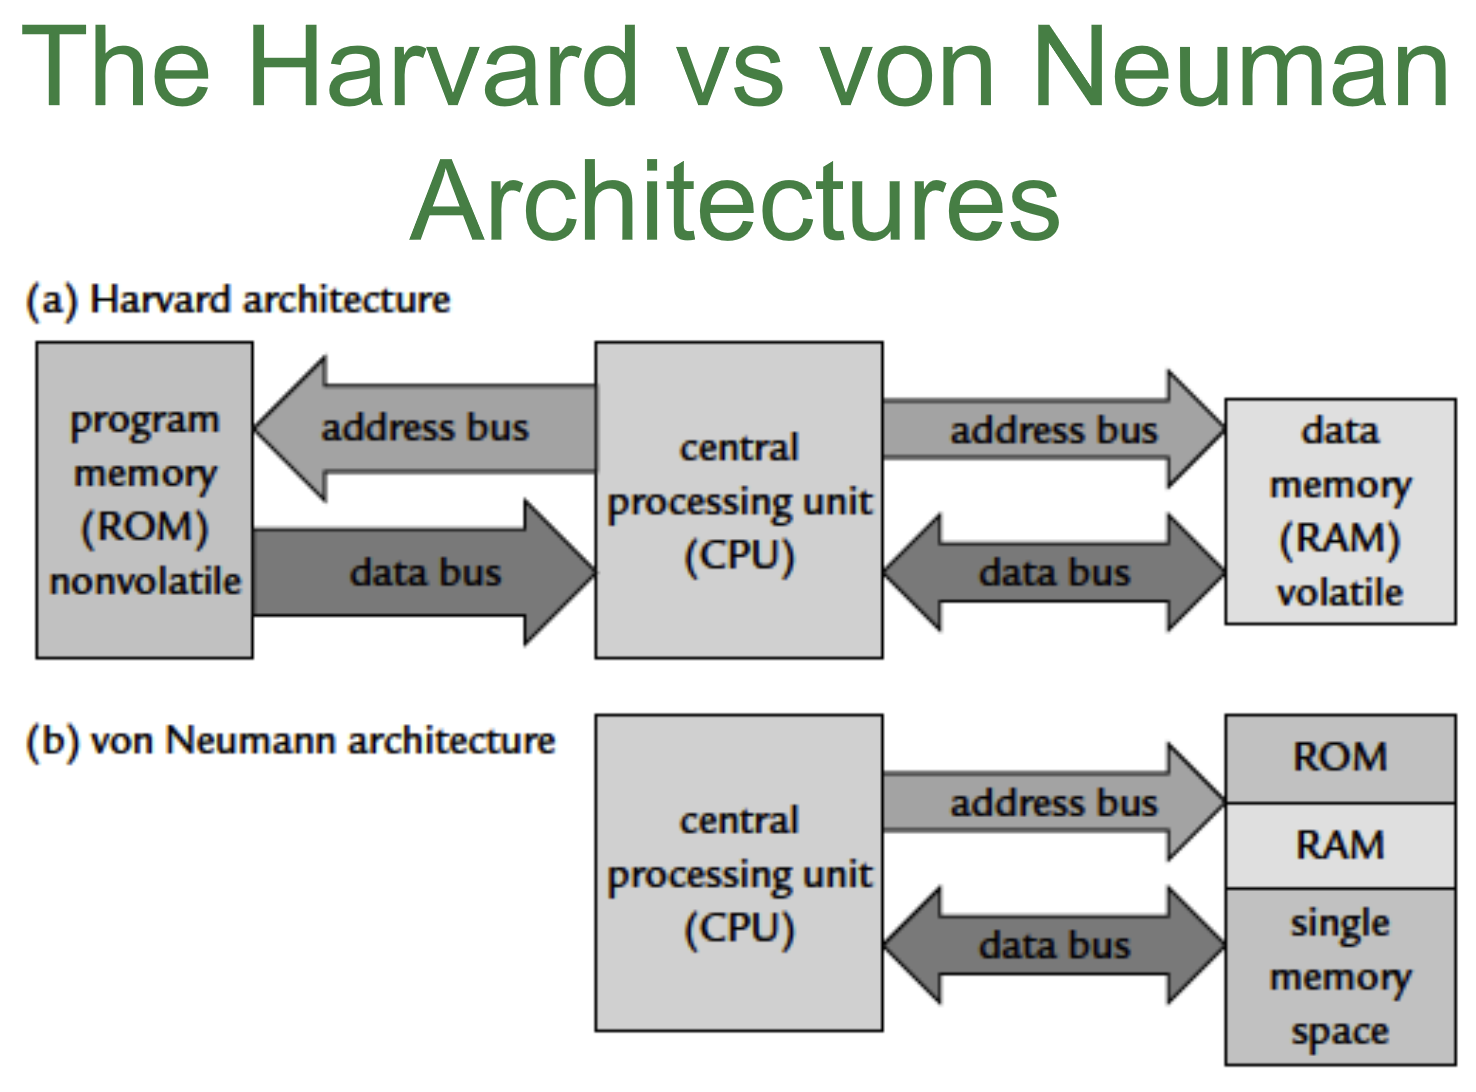 The Harvard vs von Neuman
Architectures
(a) Harvard architecture
program
memory
(ROM)
nonvolatile
address bus
data bus
central
processing unit
(CPU)
address bus
data bus
data
memory
(RAM)
volatile
(b) von Neumann architecture
central
processing unit
(CPU)
address bus
data bus
ROM
RAM
single
memory
space